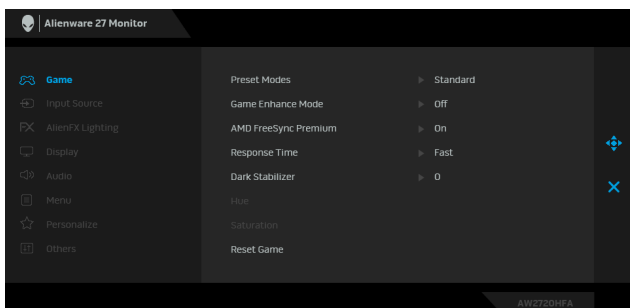 Alienware 27 Monitor
Game
Input Source
AlienFX Lighting
Display
Audio
Menu
Personalize
Others
Preset Modes Standard
Game Enhance Mode Off
AMD FreeSync Premium On
Response Time Fast
Dark Stabilizer 0
Hue
Saturation
Reset Game
AW2720HFA